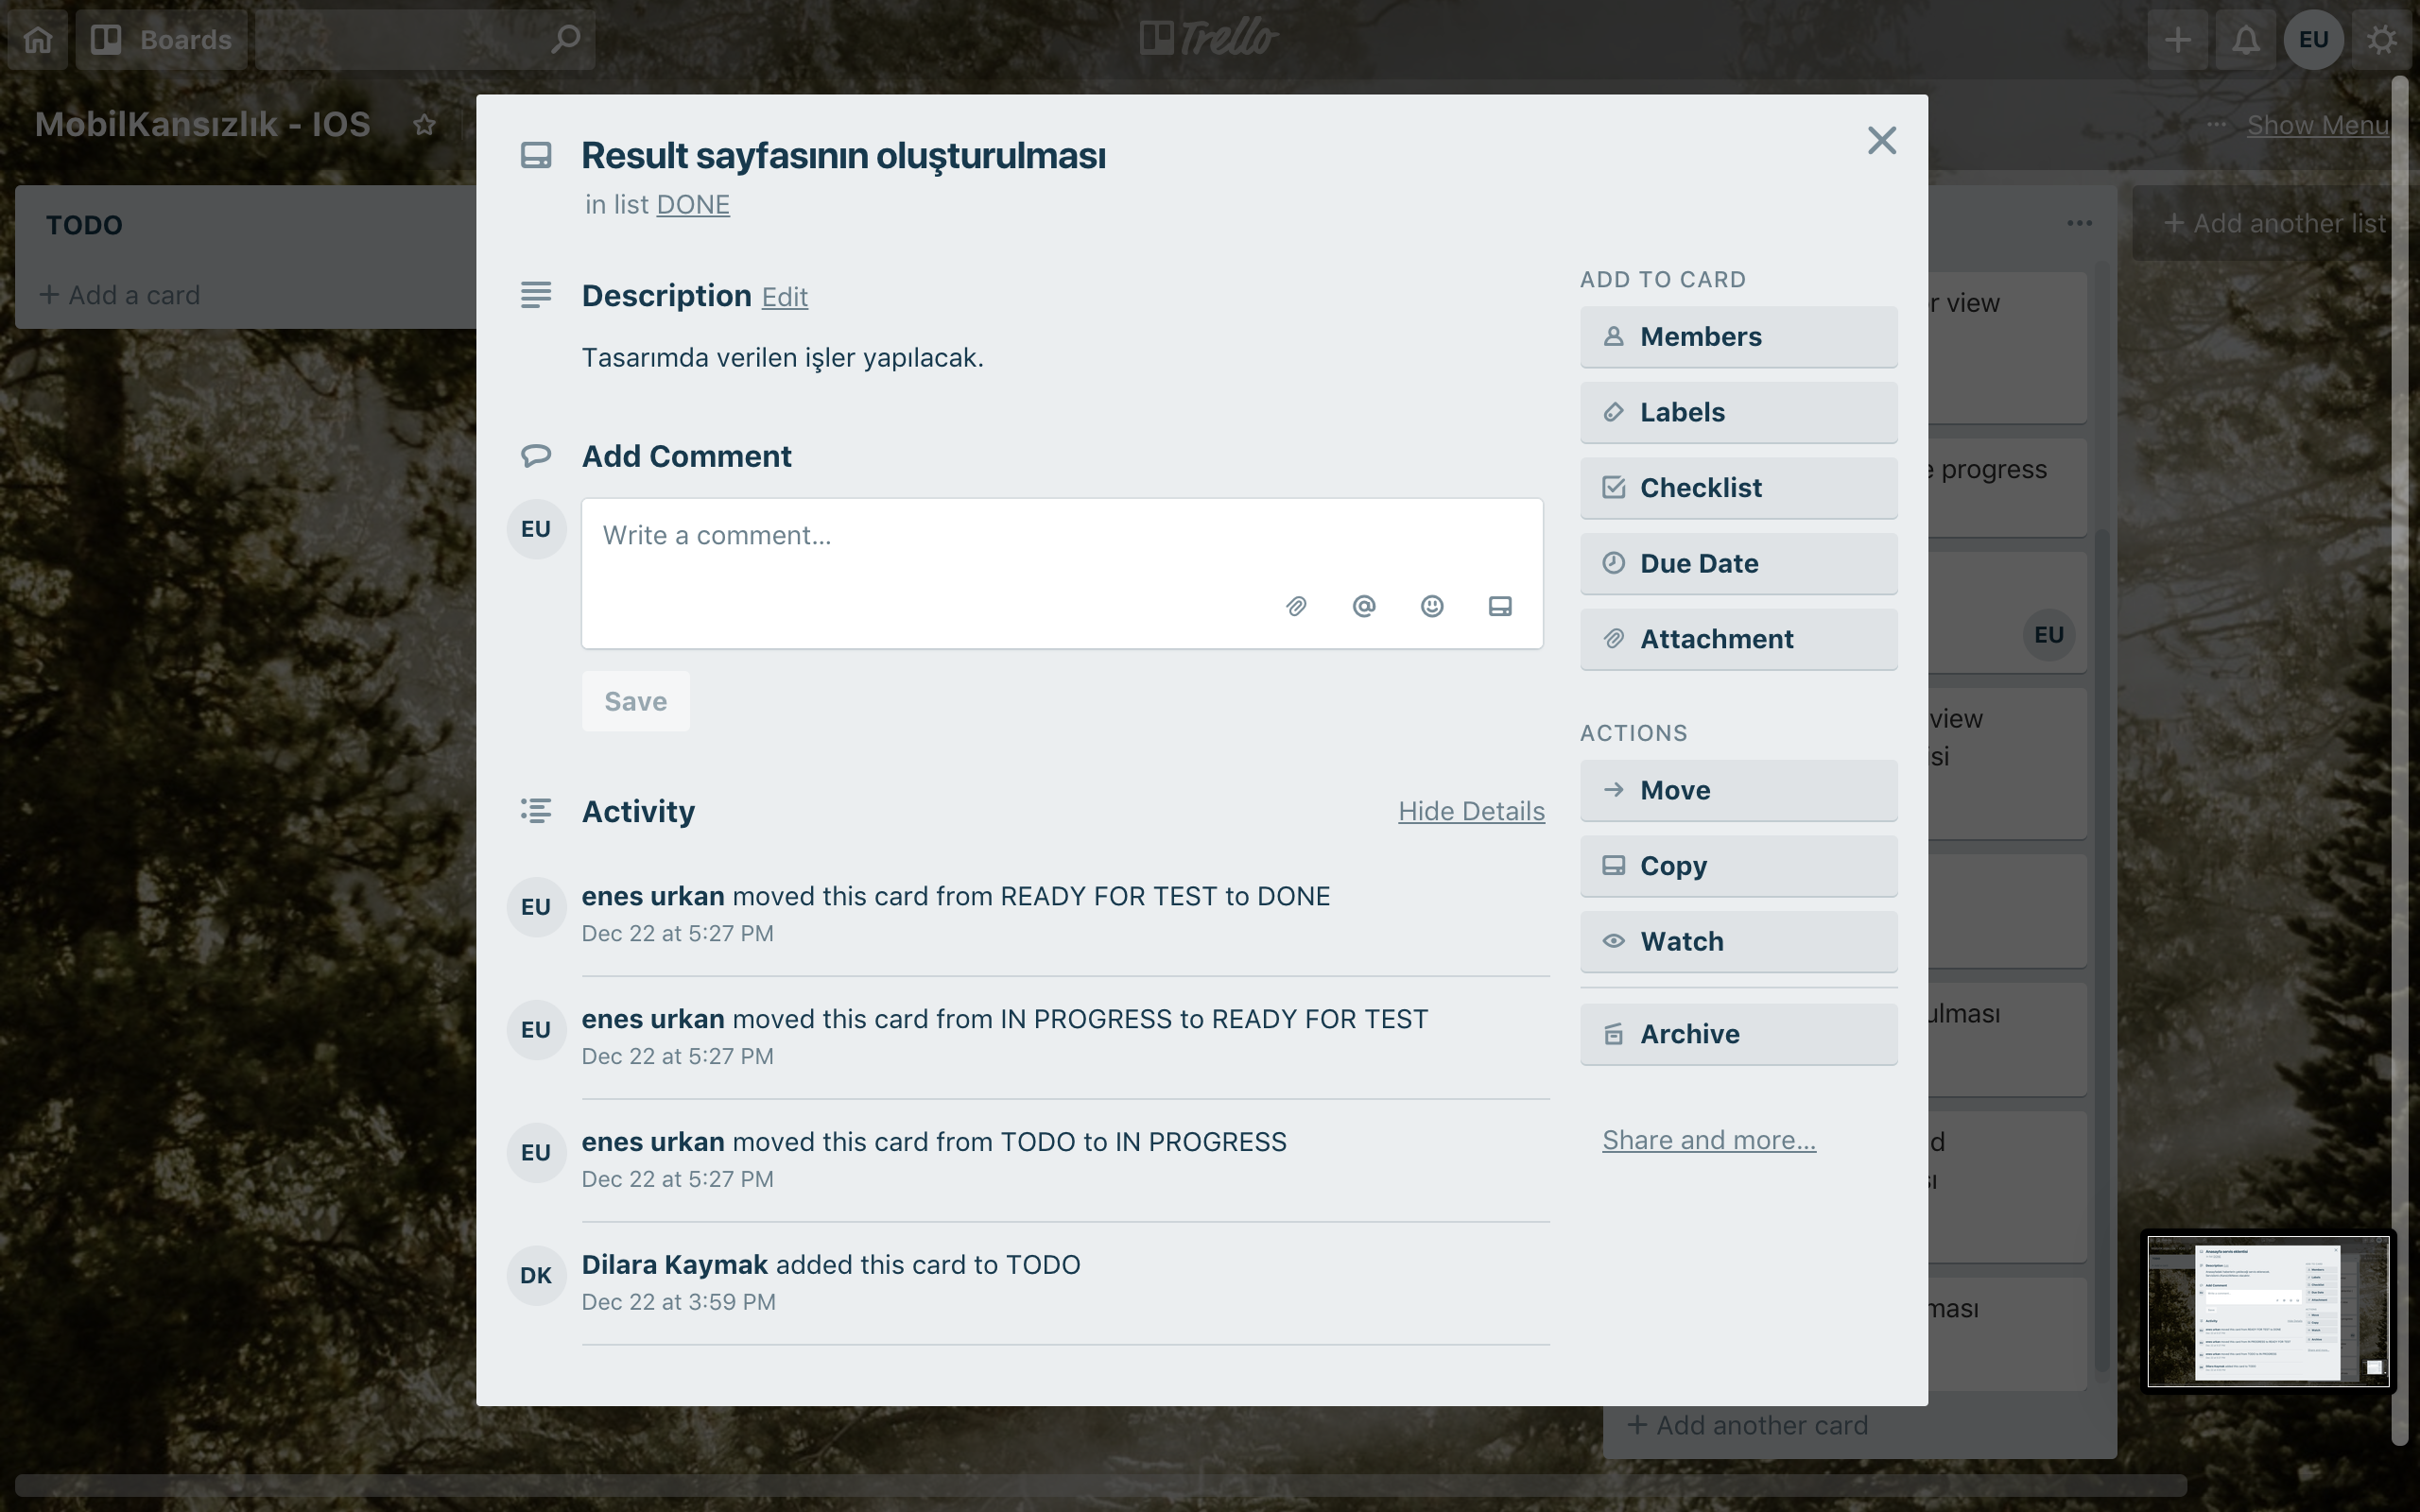 Boards
Trello
EU
MobilKansızlık - IOS
Show Menu
TODO
+ Add a card
Result sayfasının oluşturulması
in list DONE
Description Edit
Tasarımda verilen işler yapılacak.
Add Comment
EU
Write a comment...
Save
Activity
Hide Details
EU
enes urkan moved this card from READY FOR TEST to DONE
Dec 22 at 5:27 PM
EU
enes urkan moved this card from IN PROGRESS to READY FOR TEST
Dec 22 at 5:27 PM
EU
enes urkan moved this card from TODO to IN PROGRESS
Dec 22 at 5:27 PM
DK
Dilara Kaymak added this card to TODO
Dec 22 at 3:59 PM
ADD TO CARD
Members
Labels
Checklist
Due Date
Attachment
ACTIONS
Move
Copy
Watch
Archive
Share and more...
view
progress
EU
view
+ Add another card
+ Add another list